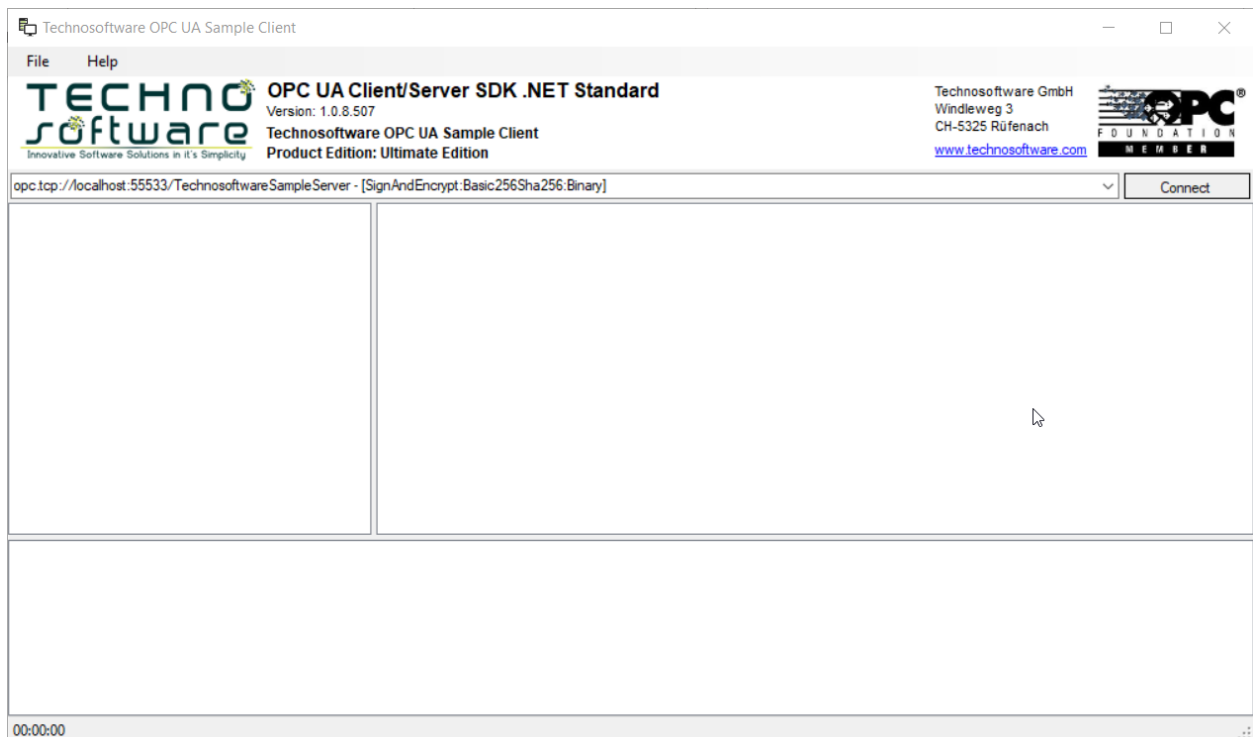 Technosoftware OPC UA Sample Client
File Help
TECHNO
software
Innovative Software Solutions in it's Simplicity
OPC UA Client/Server SDK .NET Standard
Version: 1.0.8.507
Technosoftware OPC UA Sample Client
Product Edition: Ultimate Edition
Technosoftware GmbH
Windleweg 3
CH-5325 Rüfenach
www.technosoftware.com
OPC®
FOUNDATION
MEMBER
opc.tcp://localhost:55533/TechnosoftwareSampleServer - [SignAndEncrypt:Basic256Sha256:Binary]
Connect
00:00:00